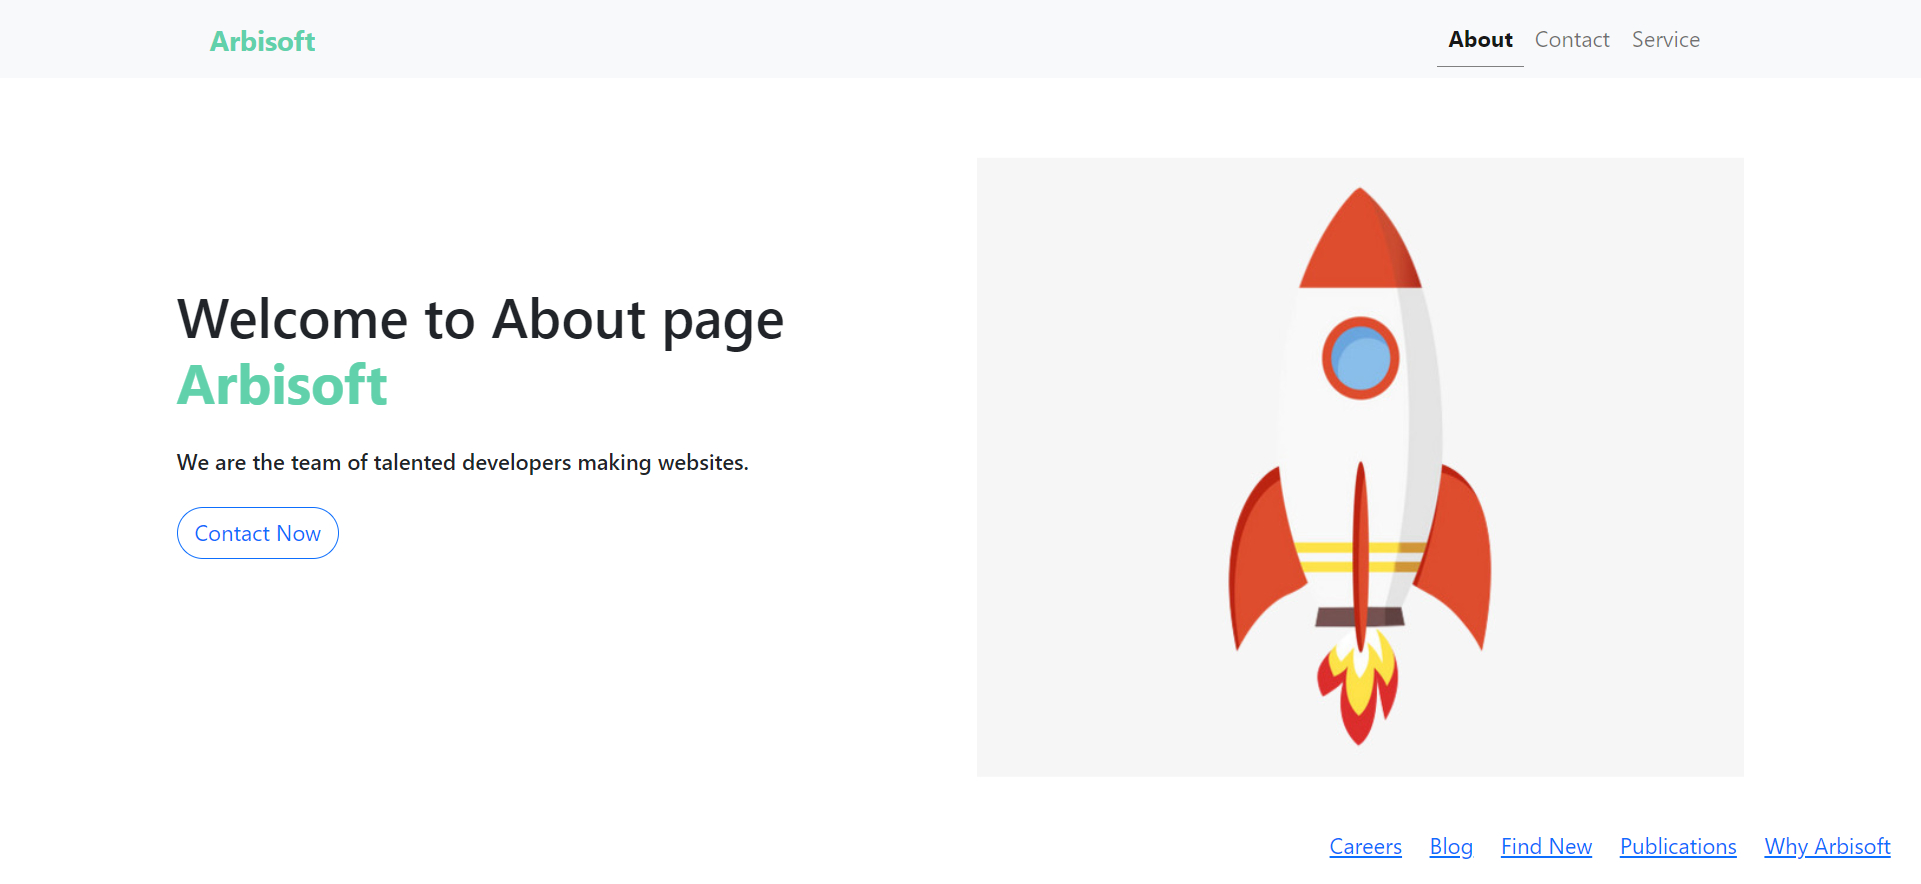 Arbisoft About Contact Service
Welcome to About page
Arbisoft
We are the team of talented developers making websites.
Contact Now
Careers Blog Find New Publications Why Arbisoft